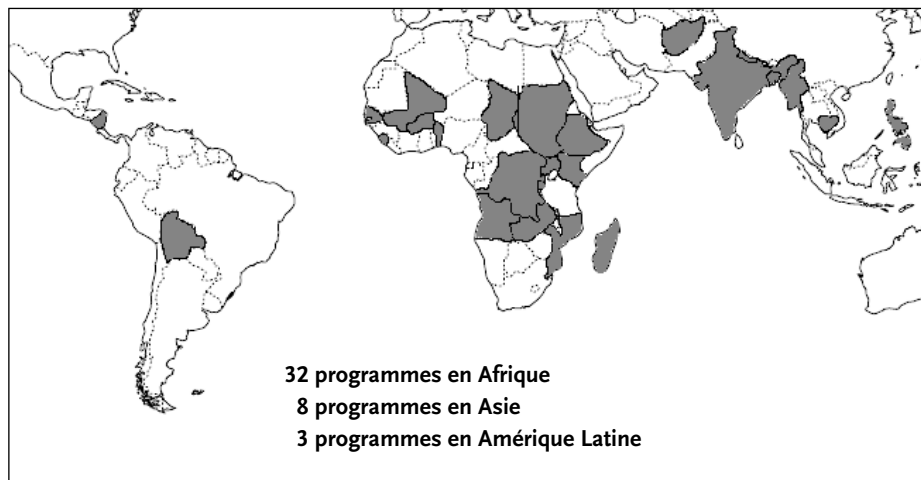 32 programmes en Afrique
8 programmes en Asie
3 programmes en Amérique Latine